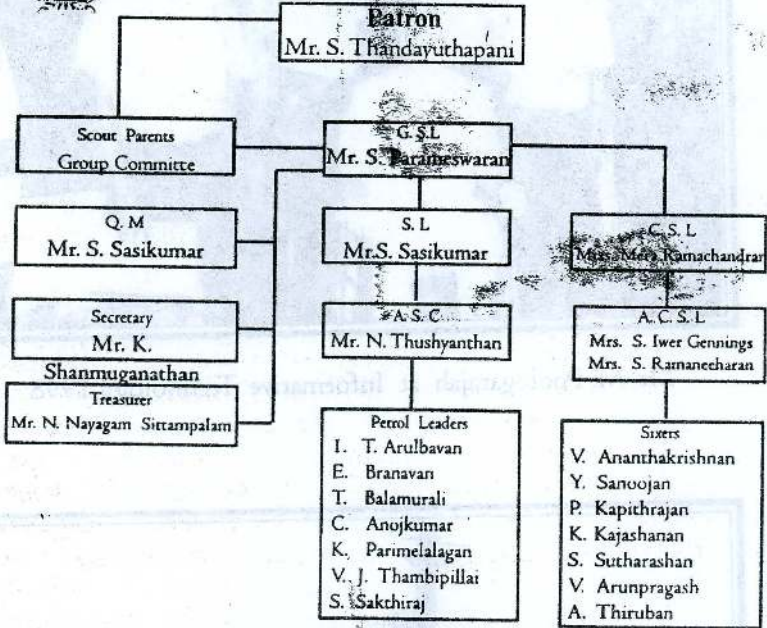 Patron
Mr. S. Thandayuthapani
Scout Parents
Group Committe
G.S.L
Mr. S. Parameswaran
Q. M
Mr. S. Sasikumar
S. L
Mr.S. Sasikumar
C. S. L
Mera Ramachandran
Secretary
Mr. K.
Shanmuganathan
A. S. C
Mr. N. Thushyanthan
A. C. S. L
Mrs. S. Iwer Gennings
Mrs. S. Ramaneeharan
Treasurer
Mr. N. Nayagam Sittampalam
Petrol Leaders
I. T. Arulbavan
E. Branavan
T. Balamurali
C. Anojkumar
K. Parimelalagan
V. J. Thambipillai
S. Sakthiraj
Sixers
V. Ananthakrishnan
Y. Sanoojan
P. Kapithrajan
K. Kajashanan
S. Sutharashan
V. Arunpragash
A. Thiruban